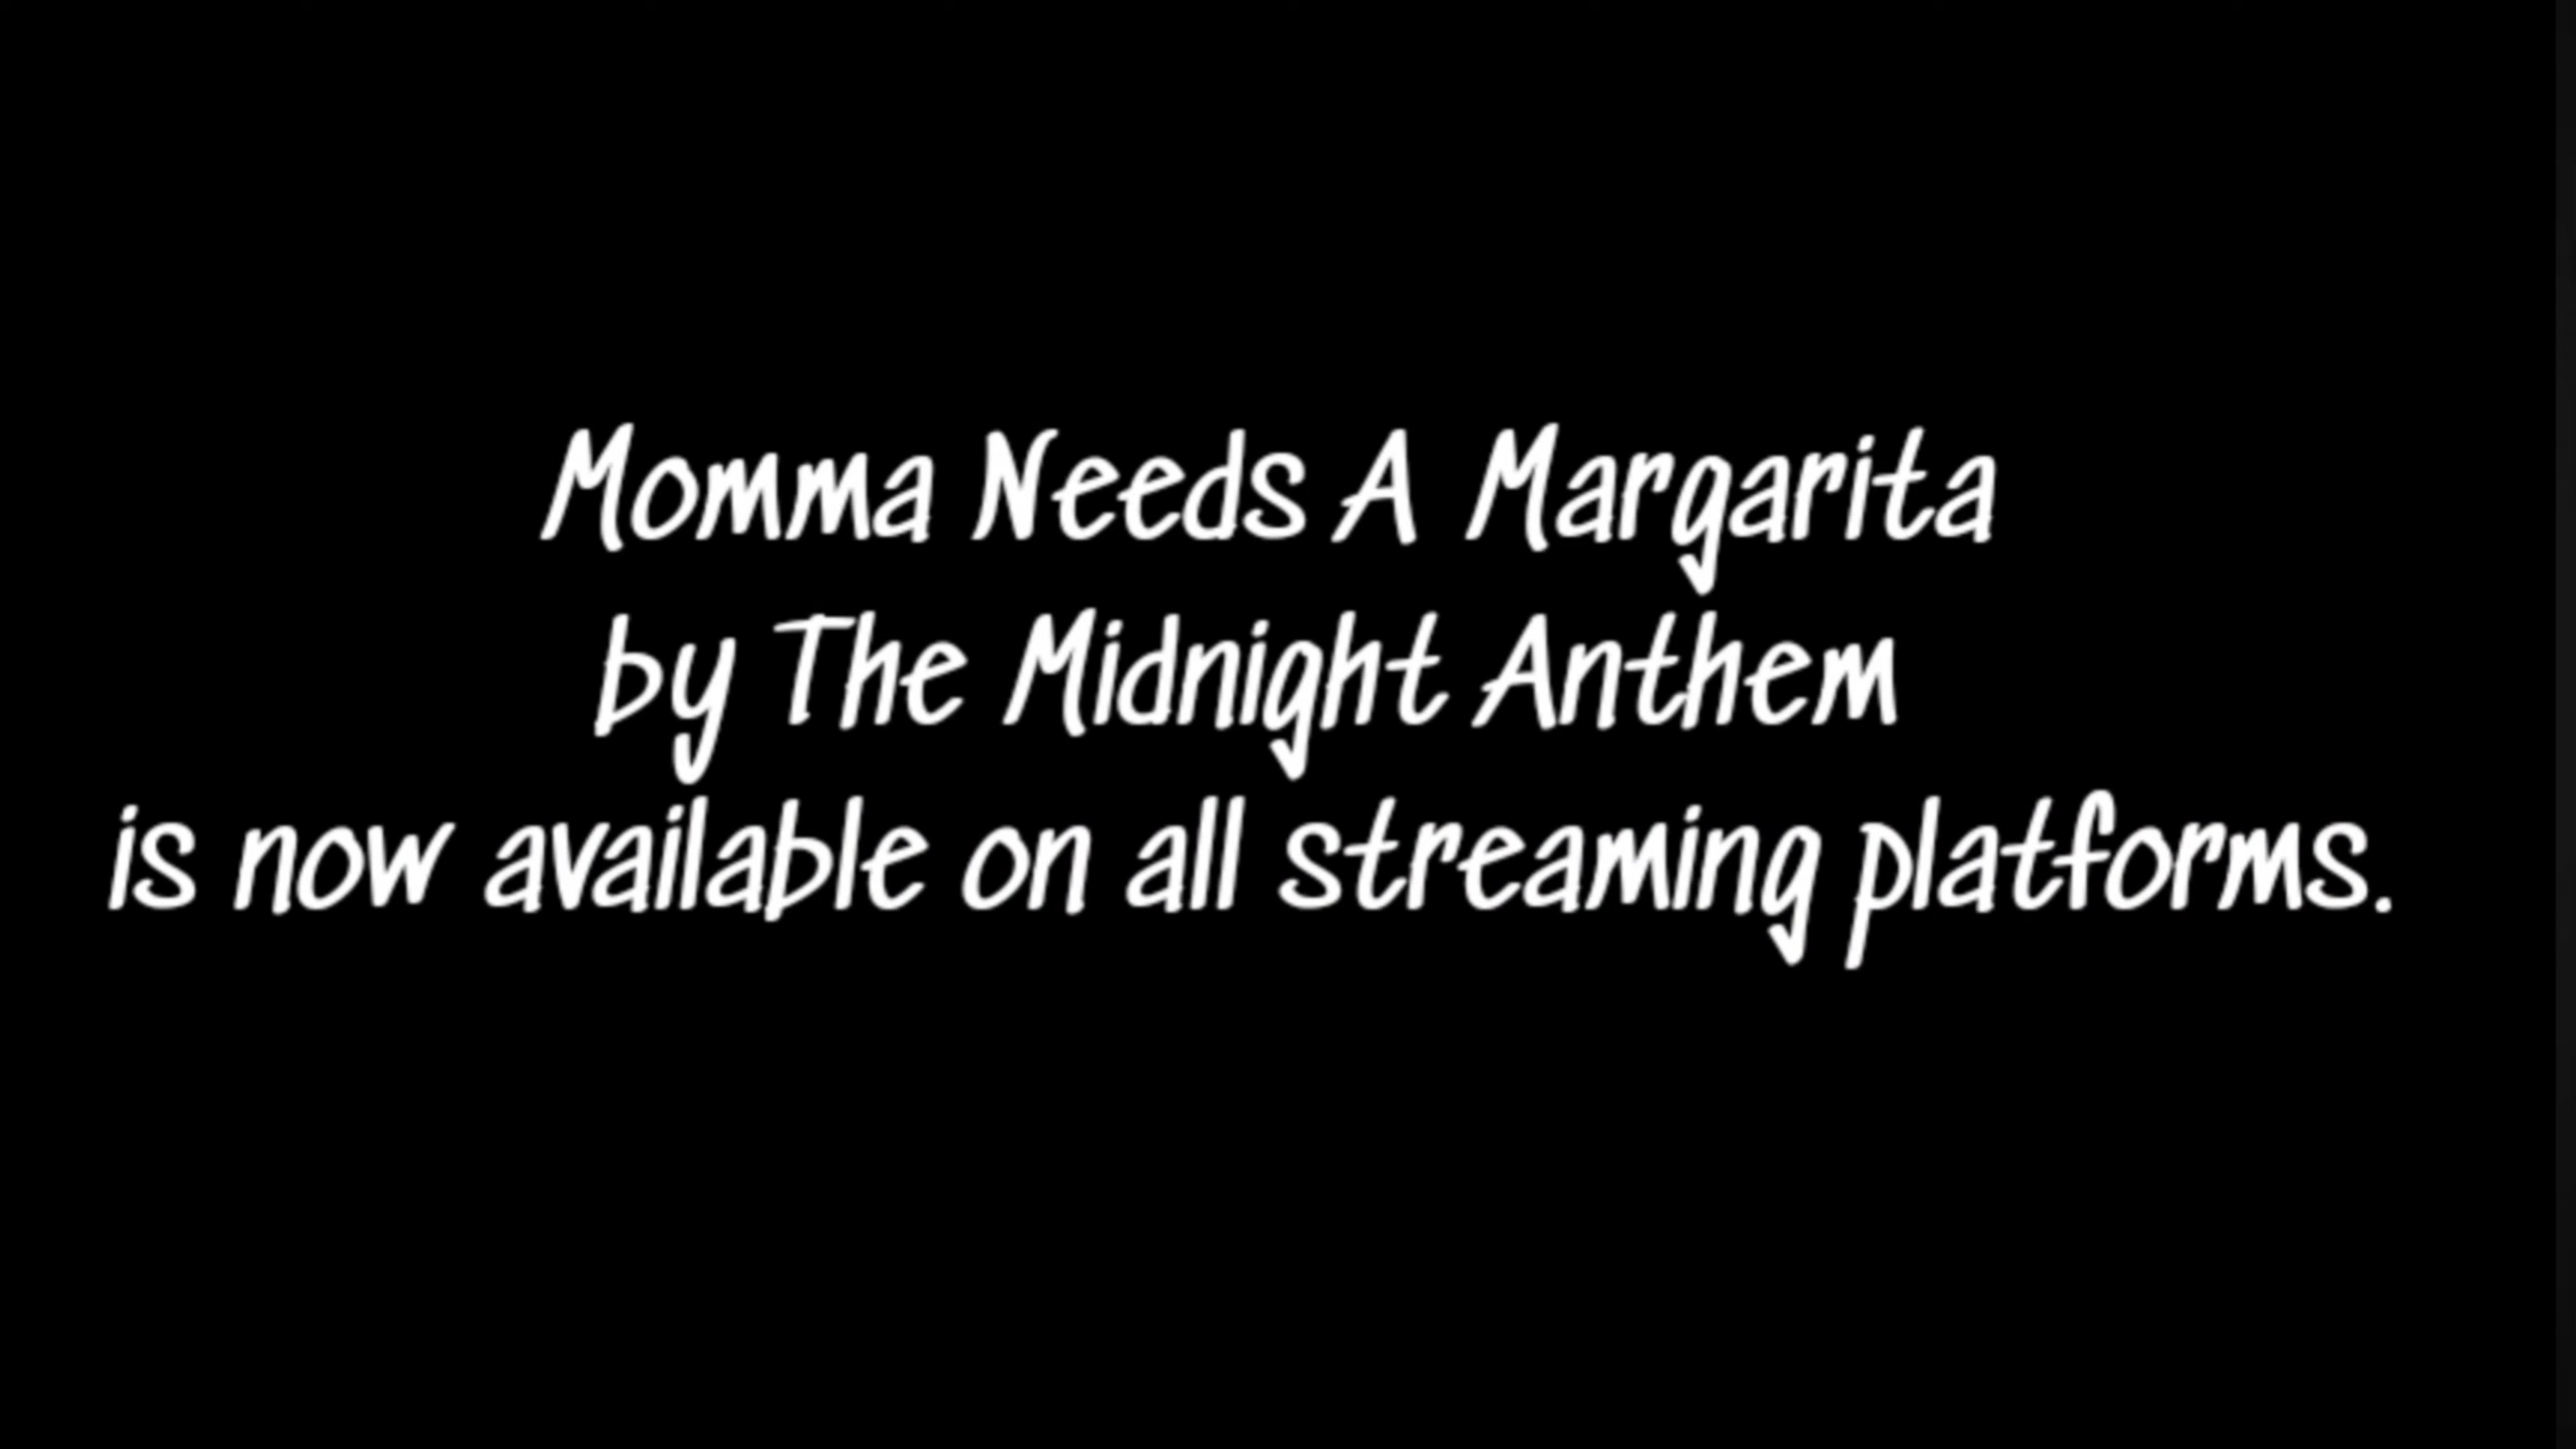 Momma Needs A Margarita
by The Midnight Anthem
is now available on all streaming platforms.